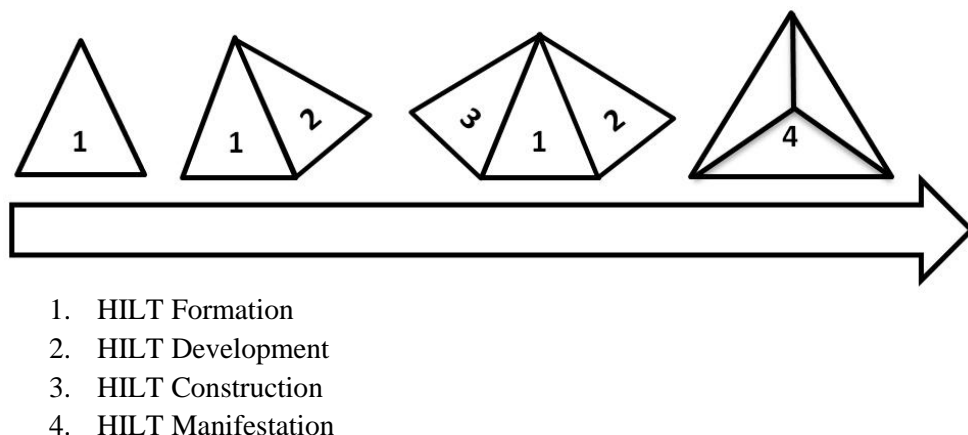 1
1 2
3 1 2
4
1. HILT Formation
2. HILT Development
3. HILT Construction
4. HILT Manifestation